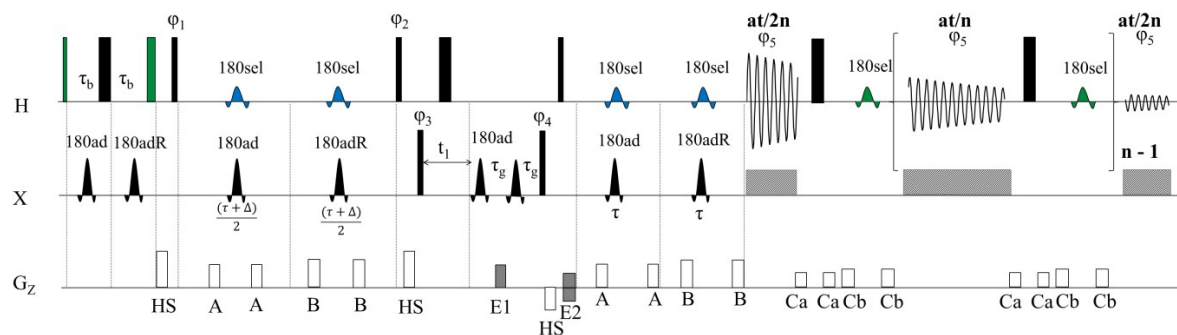 at/2n at/n at/2n
φ1 φ2 φ5 φ5 φ5
180sel 180sel 180sel 180sel 180sel 180sel
τb τb
H
φ3 φ4
180ad 180adR 180ad 180adR 180ad 180ad 180adR
t1 τg τg n - 1
X
(τ + Δ)/2 (τ + Δ)/2 τ τ
GZ
HS A A B B HS E1 HS E2 A A B B Ca Ca Cb Cb Ca Ca Cb Cb